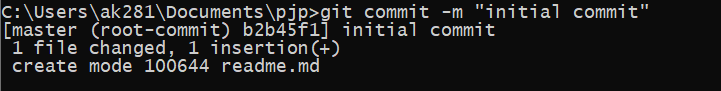 C:\Users\ak281\Documents\pjp>git commit -m "initial commit"
[master (root-commit) b2b45f1] initial commit
 1 file changed, 1 insertion(+)
 create mode 100644 readme.md